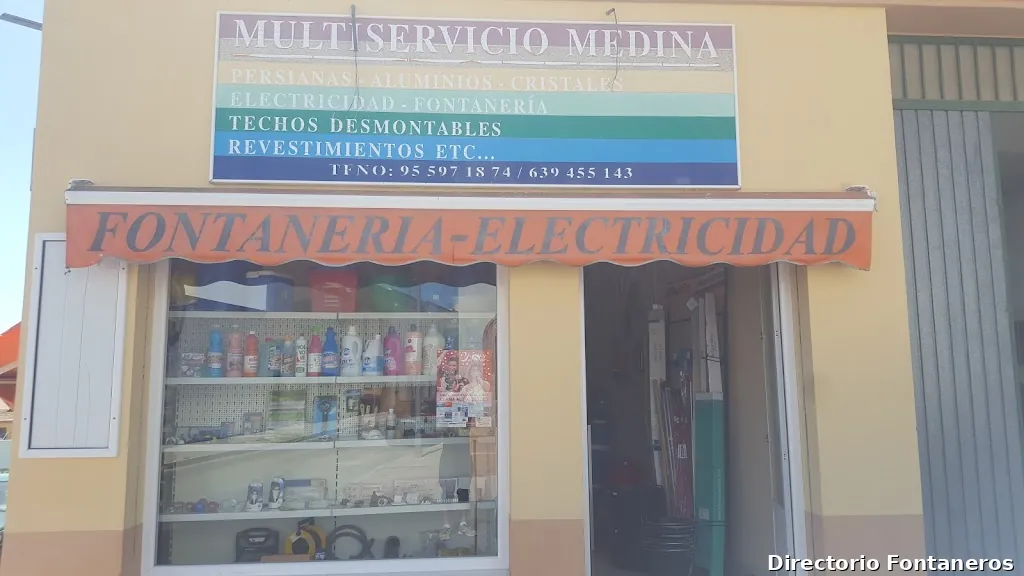 MULTISERVICIO MEDINA
PERSIANAS - ALUMINIOS - CRISTALES
ELECTRICIDAD - FONTANERÍA
TECHOS DESMONTABLES
REVESTIMIENTOS ETC...
TFNO: 95 597 18 74 / 639 455 143
FONTANERIA-ELECTRICIDAD
Directorio Fontaneros